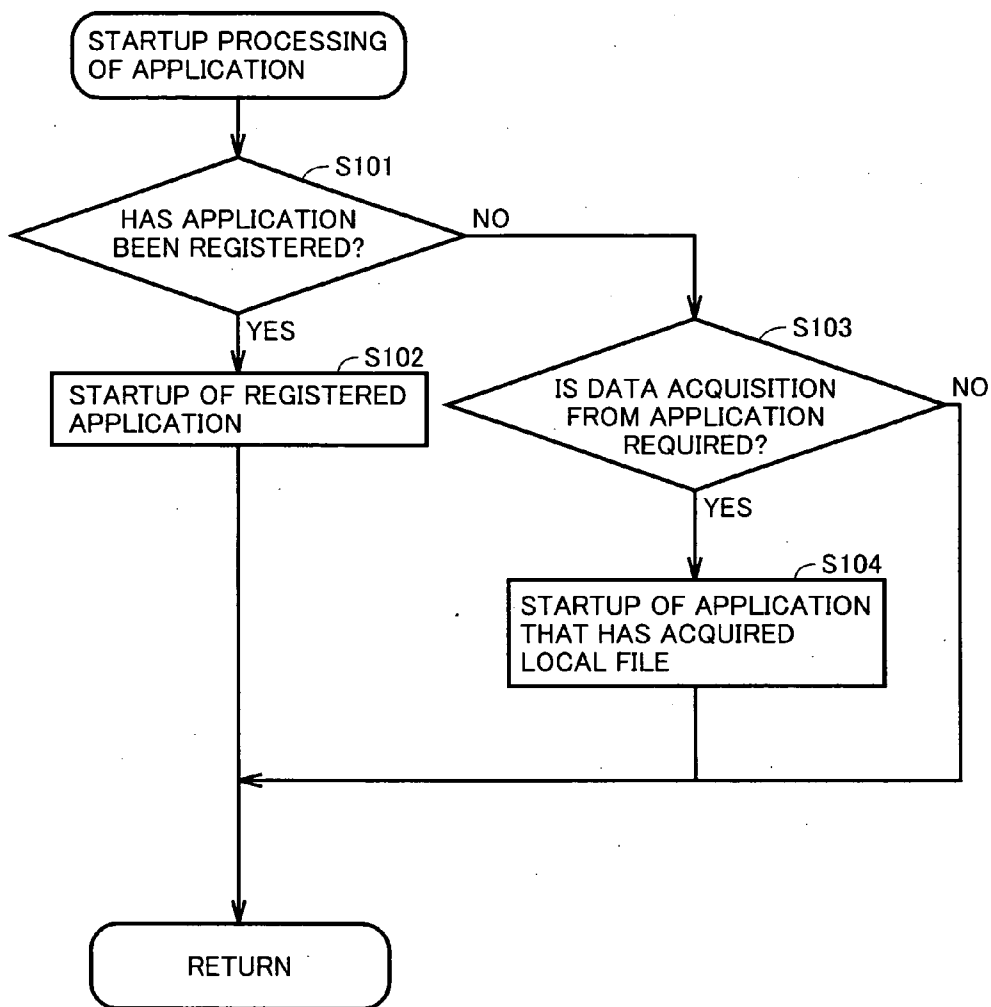 STARTUP PROCESSING
OF APPLICATION
S101
HAS APPLICATION
BEEN REGISTERED?
NO
YES
S102
STARTUP OF REGISTERED
APPLICATION
S103
IS DATA ACQUISITION
FROM APPLICATION
REQUIRED?
NO
YES
S104
STARTUP OF APPLICATION
THAT HAS ACQUIRED
LOCAL FILE
RETURN